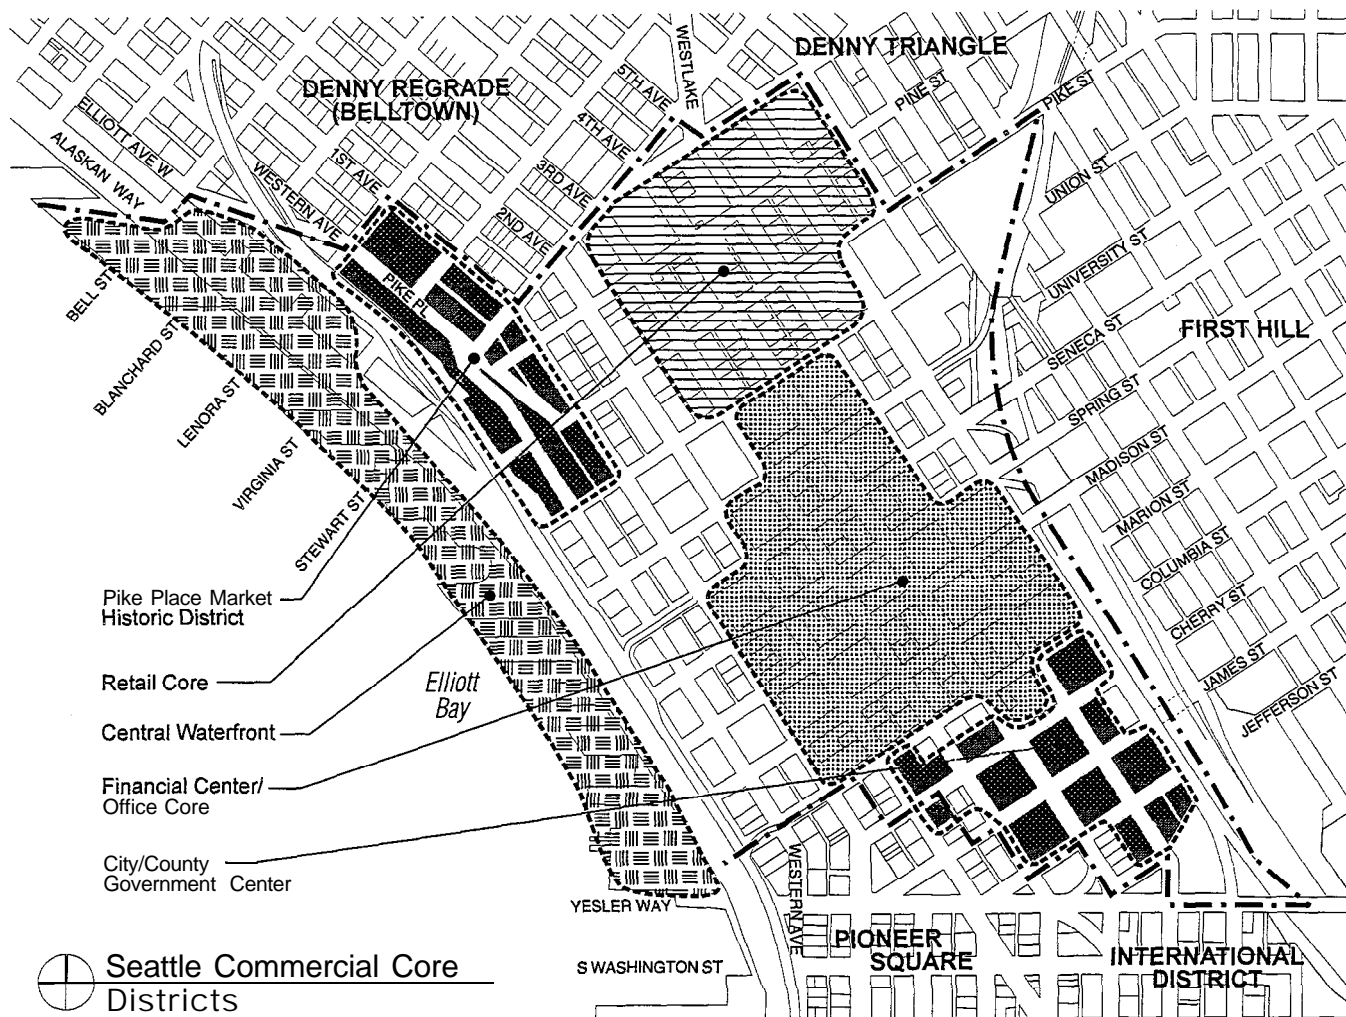 DENNY TRIANGLE
DENNY REGRADE
(BELLTOWN)
WESTLAKE
5TH AVE
4TH AVE
3RD AVE
2ND AVE
1ST AVE
WESTERN AVE
ELLIOTT AVE W
ALASKAN WAY
PINE ST
PIKE ST
UNION ST
UNIVERSITY ST
SENECA ST
SPRING ST
MADISON ST
MARION ST
COLUMBIA ST
CHERRY ST
JAMES ST
JEFFERSON ST
FIRST HILL
PIKE PL
BELL ST
BLANCHARD ST
LENORA ST
VIRGINIA ST
STEWART ST
Pike Place Market
Historic District
Retail Core
Central Waterfront
Financial Center/
Office Core
City/County
Government Center
Elliott
Bay
YESLER WAY
WESTERN AVE
S WASHINGTON ST
PIONEER
SQUARE
INTERNATIONAL
DISTRICT
Seattle Commercial Core
Districts